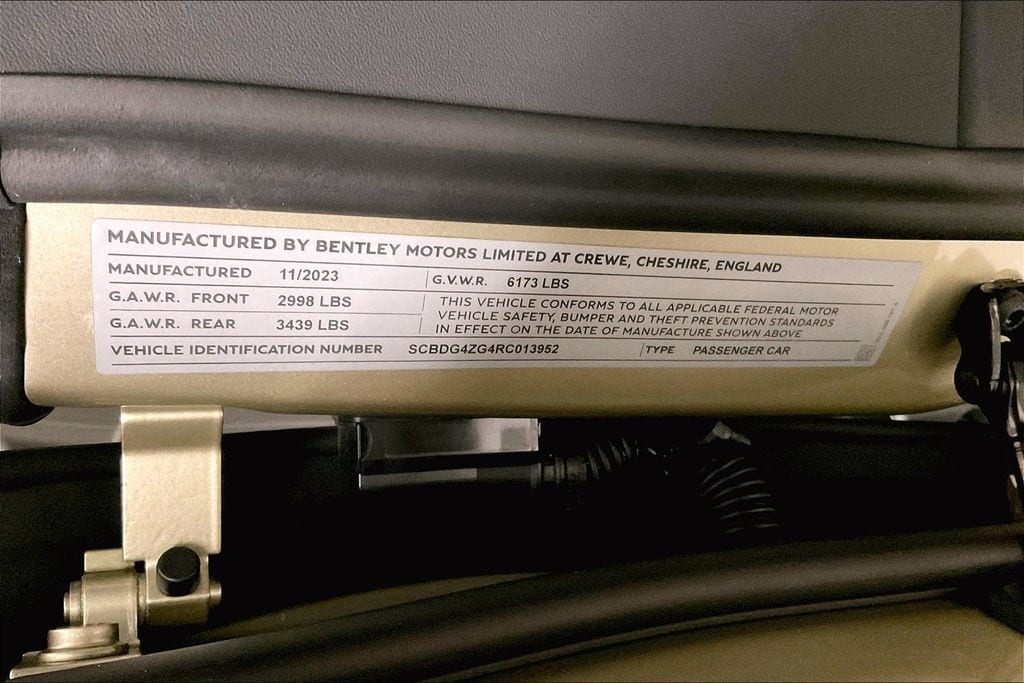 MANUFACTURED BY BENTLEY MOTORS LIMITED AT CREWE, CHESHIRE, ENGLAND
MANUFACTURED 11/2023 G.V.W.R. 6173 LBS
G.A.W.R. FRONT 2998 LBS
G.A.W.R. REAR 3439 LBS
THIS VEHICLE CONFORMS TO ALL APPLICABLE FEDERAL MOTOR
VEHICLE SAFETY, BUMPER AND THEFT PREVENTION STANDARDS
IN EFFECT ON THE DATE OF MANUFACTURE SHOWN ABOVE
VEHICLE IDENTIFICATION NUMBER SCBDG4ZG4RC013952 TYPE PASSENGER CAR